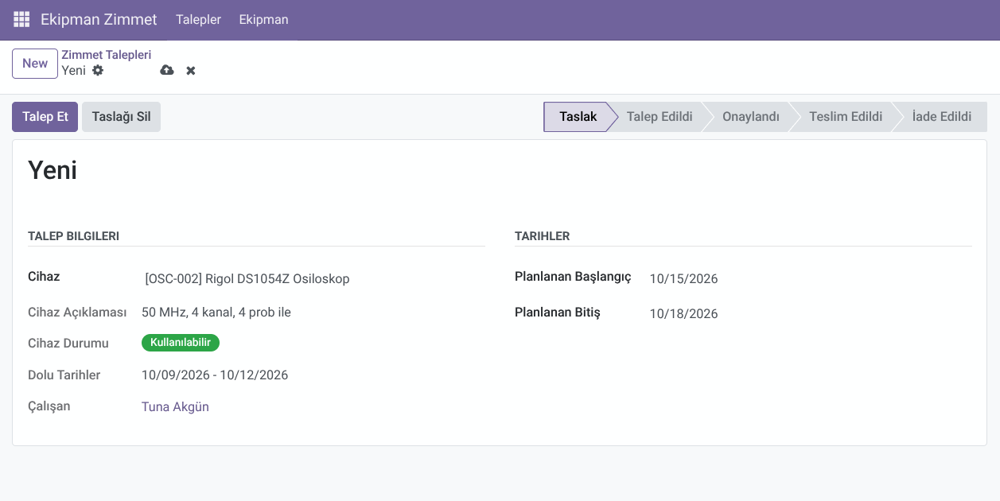 Ekipman Zimmet Talepler Ekipman
New
Zimmet Talepleri
Yeni
Talep Et Taslağı Sil
Taslak Talep Edildi Onaylandı Teslim Edildi İade Edildi
Yeni
TALEP BILGILERI
Cihaz [OSC-002] Rigol DS1054Z Osiloskop
Cihaz Açıklaması 50 MHz, 4 kanal, 4 prob ile
Cihaz Durumu Kullanılabilir
Dolu Tarihler 10/09/2026 - 10/12/2026
Çalışan Tuna Akgün
TARIHLER
Planlanan Başlangıç 10/15/2026
Planlanan Bitiş 10/18/2026